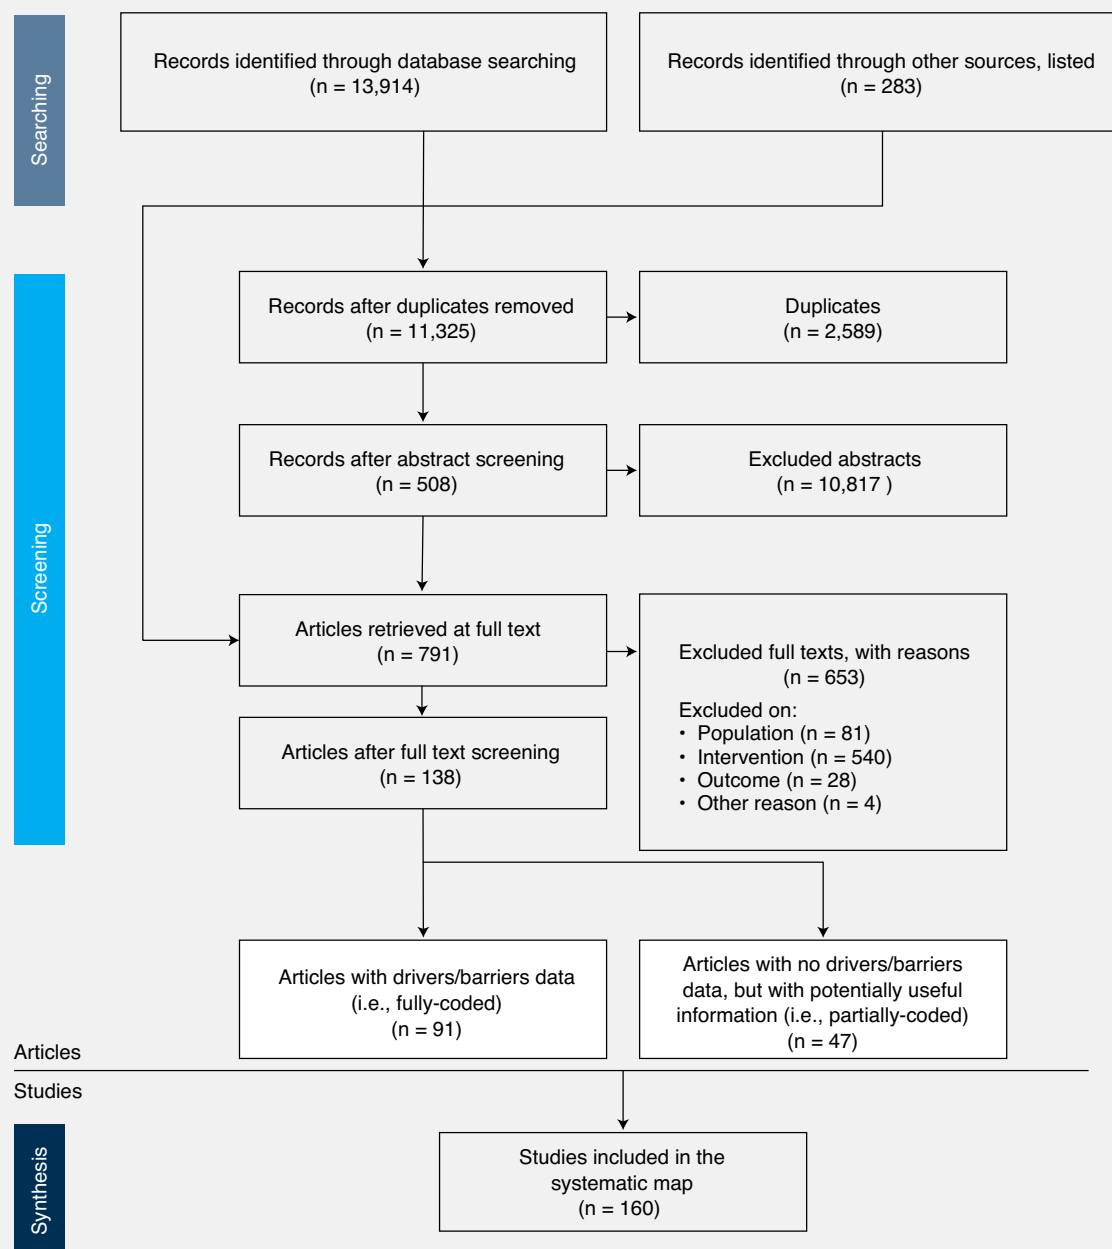 Searching
Records identified through database searching
(n = 13,914)
Records identified through other sources, listed
(n = 283)
Screening
Records after duplicates removed
(n = 11,325)
Duplicates
(n = 2,589)
Records after abstract screening
(n = 508)
Excluded abstracts
(n = 10,817 )
Articles retrieved at full text
(n = 791)
Excluded full texts, with reasons
(n = 653)
Excluded on:
• Population (n = 81)
• Intervention (n = 540)
• Outcome (n = 28)
• Other reason (n = 4)
Articles after full text screening
(n = 138)
Articles with drivers/barriers data
(i.e., fully-coded)
(n = 91)
Articles with no drivers/barriers
data, but with potentially useful
information (i.e., partially-coded)
(n = 47)
Articles
Studies
Synthesis
Studies included in the
systematic map
(n = 160)